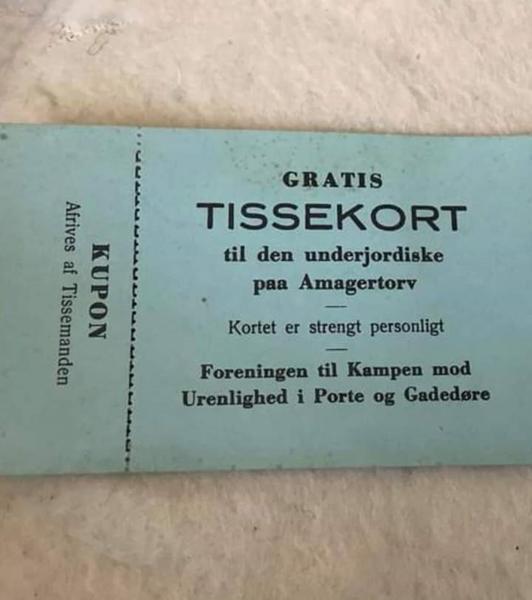 GRATIS
TISSEKORT
til den underjordiske
paa Amagertorv
Kortet er strengt personligt
Foreningen til Kampen mod
Urenlighed i Porte og Gadedøre
KUPON
Afrives af Tissemanden